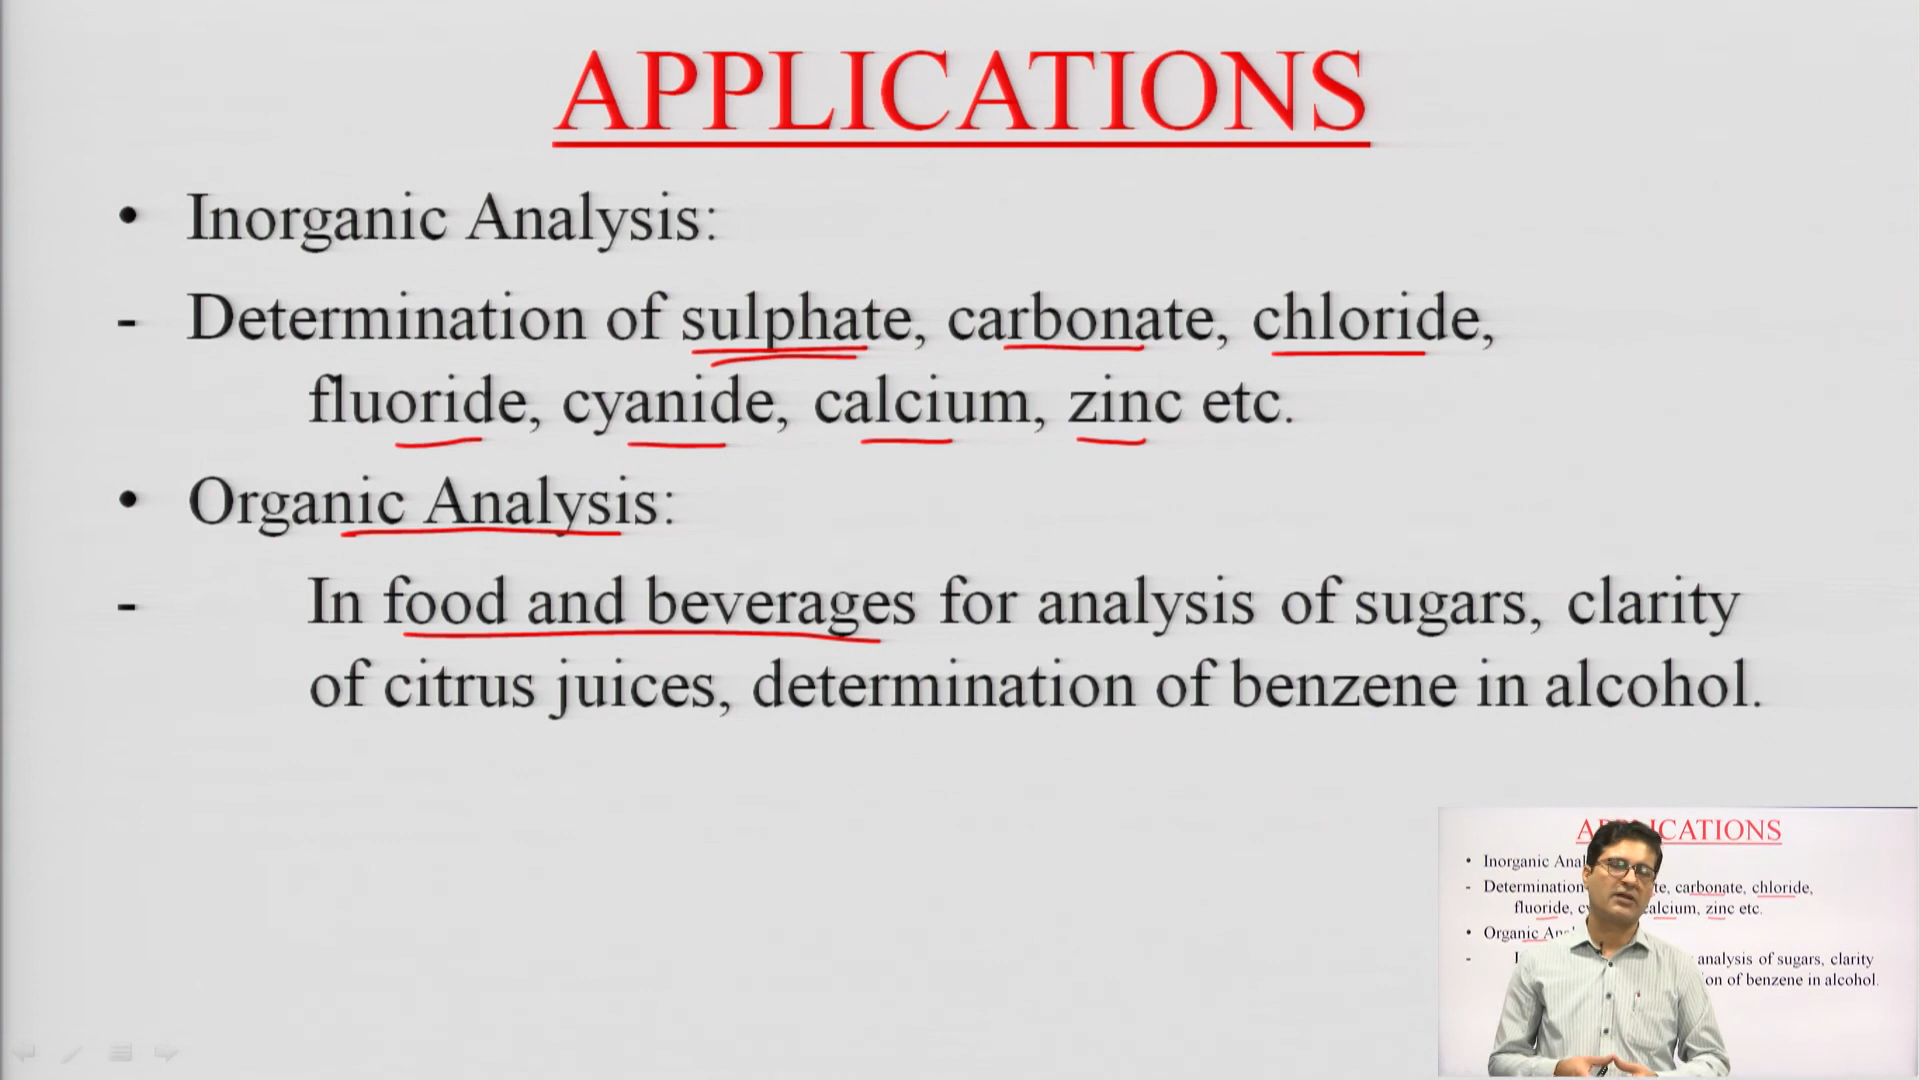 APPLICATIONS
• Inorganic Analysis:
- Determination of sulphate, carbonate, chloride,
fluoride, cyanide, calcium, zinc etc.
• Organic Analysis:
- In food and beverages for analysis of sugars, clarity
of citrus juices, determination of benzene in alcohol.
APPLICATIONS
• Inorganic Anal
- Determination te, carbonate, chloride,
fluoride, cy calcium, zinc etc.
• Organic An
- I analysis of sugars, clarity
on of benzene in alcohol.